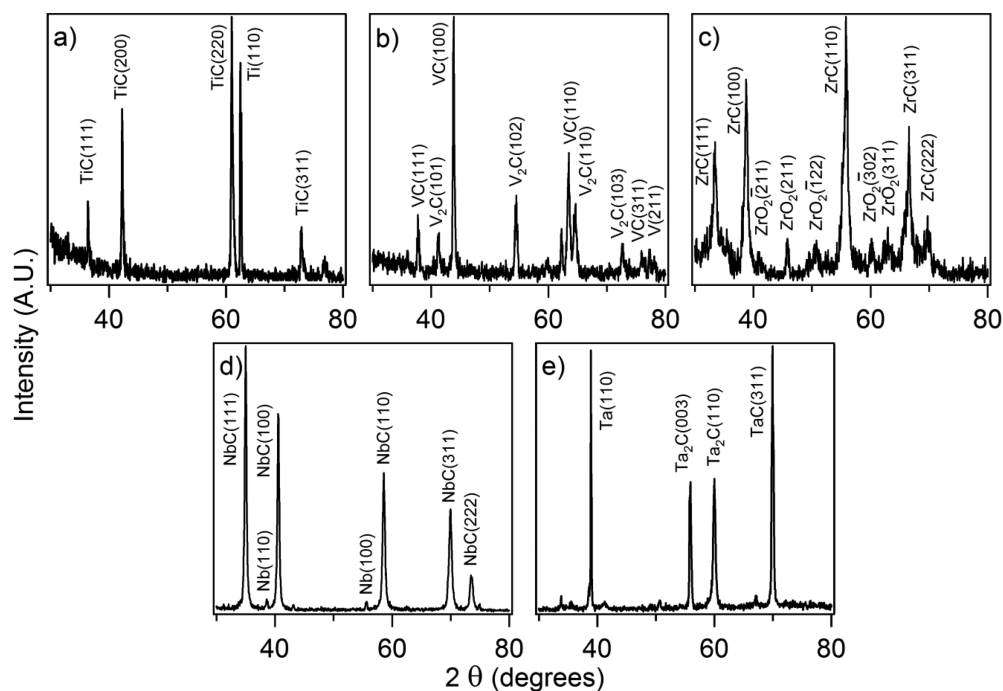 a)
TiC(111)
TiC(200)
TiC(220)
Ti(110)
TiC(311)
40 60 80
b)
VC(111)
V₂C(101)
VC(100)
V₂C(102)
VC(110)
V₂C(110)
V₂C(103)
VC(311)
V(211)
40 60 80
c)
ZrC(111)
ZrC(100)
ZrO₂(1̅211)
ZrO₂(211)
ZrO₂(1̅122)
ZrC(110)
ZrO₂(3̅302)
ZrO₂(311)
ZrC(311)
ZrC(222)
40 60 80
Intensity (A.U.)
d)
NbC(111)
Nb(110)
NbC(100)
Nb(100)
NbC(110)
NbC(311)
NbC(222)
40 60 80
e)
Ta(110)
Ta₂C(003)
Ta₂C(110)
TaC(311)
40 60 80
2 θ (degrees)